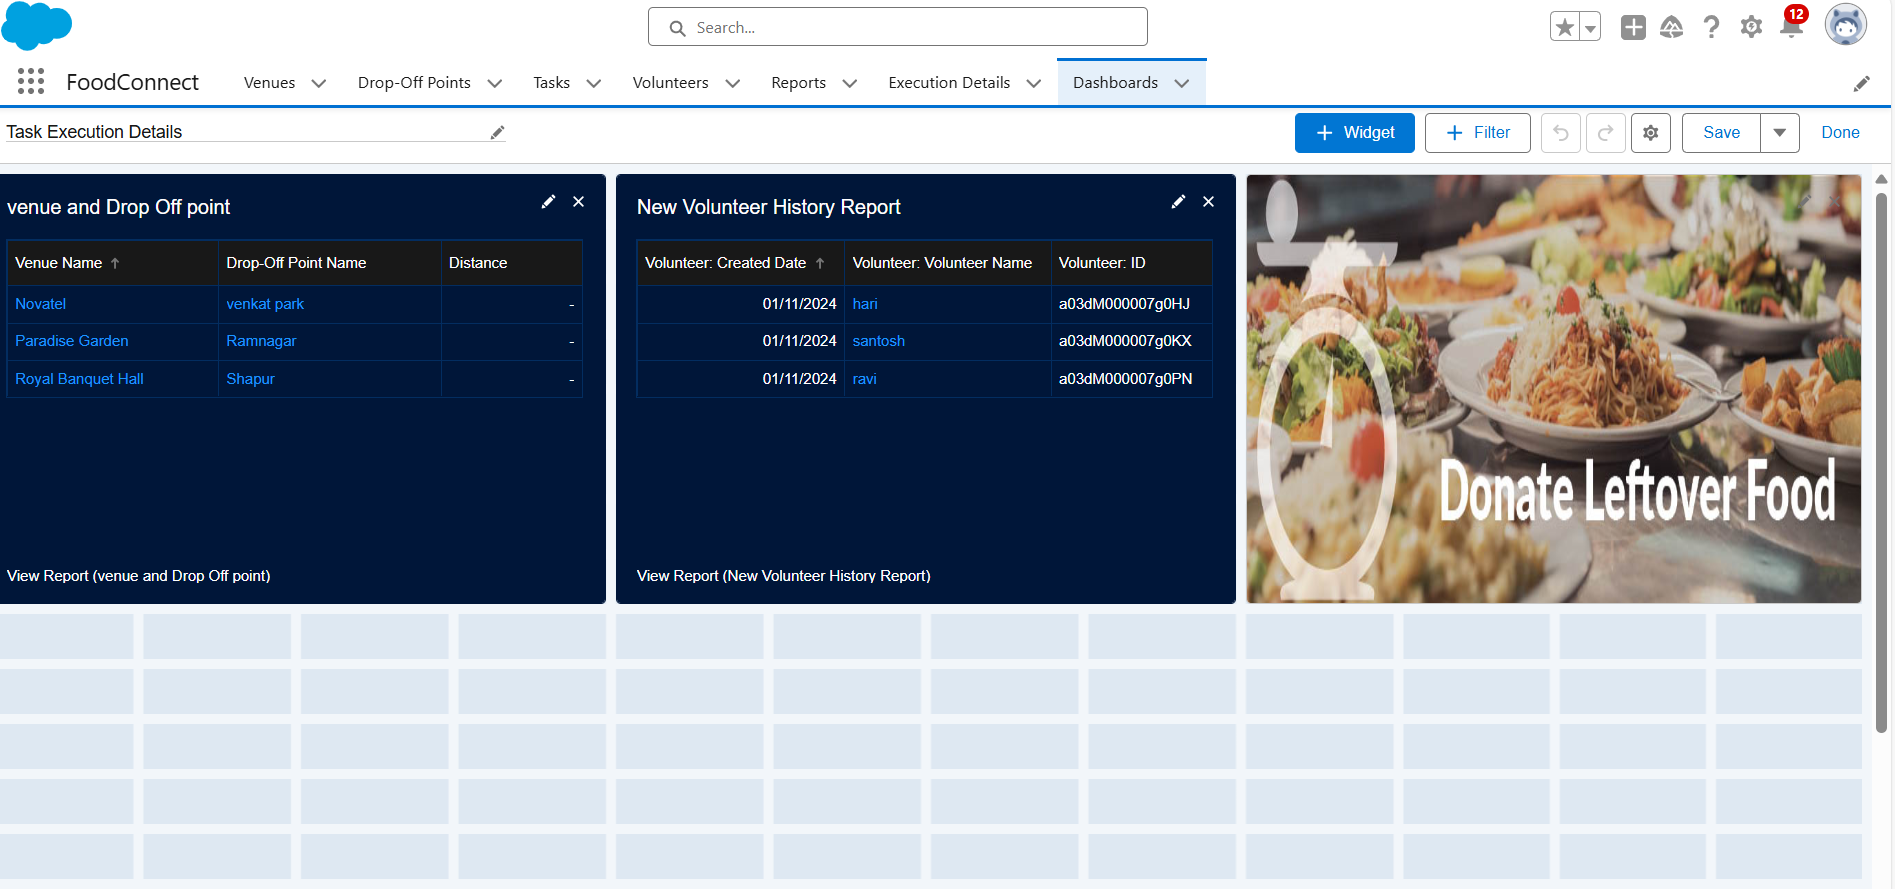 Search...
12
FoodConnect
Venues
Drop-Off Points
Tasks
Volunteers
Reports
Execution Details
Dashboards
Task Execution Details
+ Widget
+ Filter
Save
Done
venue and Drop Off point
Venue Name ↑ Drop-Off Point Name Distance
Novatel venkat park -
Paradise Garden Ramnagar -
Royal Banquet Hall Shapur -
View Report (venue and Drop Off point)
New Volunteer History Report
Volunteer: Created Date ↑ Volunteer: Volunteer Name Volunteer: ID
01/11/2024 hari a03dM000007g0HJ
01/11/2024 santosh a03dM000007g0KX
01/11/2024 ravi a03dM000007g0PN
View Report (New Volunteer History Report)
Donate Leftover Food